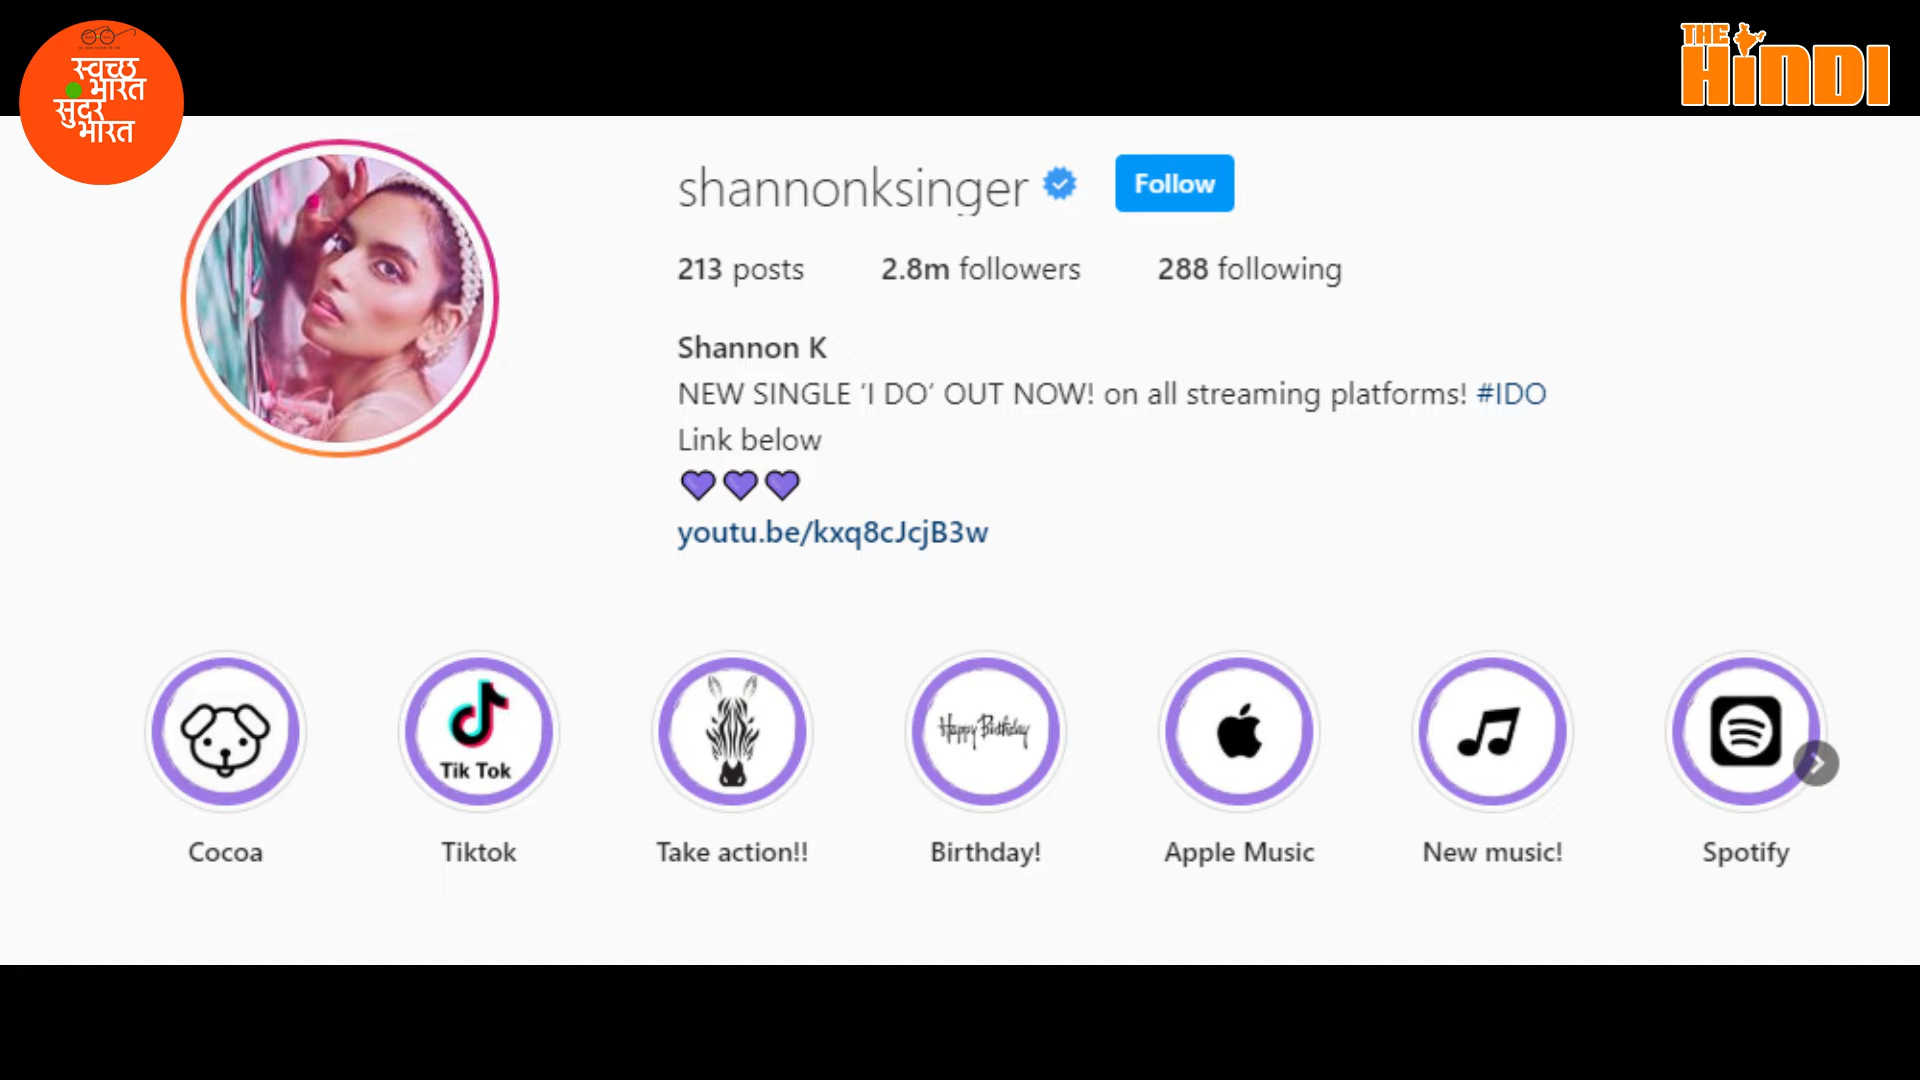 स्वच्छ
भारत
सुंदर
भारत
THE
HINDI
shannonksinger
Follow
213 posts 2.8m followers 288 following
Shannon K
NEW SINGLE ‘I DO’ OUT NOW! on all streaming platforms! #IDO
Link below
💜💜💜
youtu.be/kxq8cJcjB3w
Tik Tok
Happy Birthday
Cocoa Tiktok Take action!! Birthday! Apple Music New music! Spotify